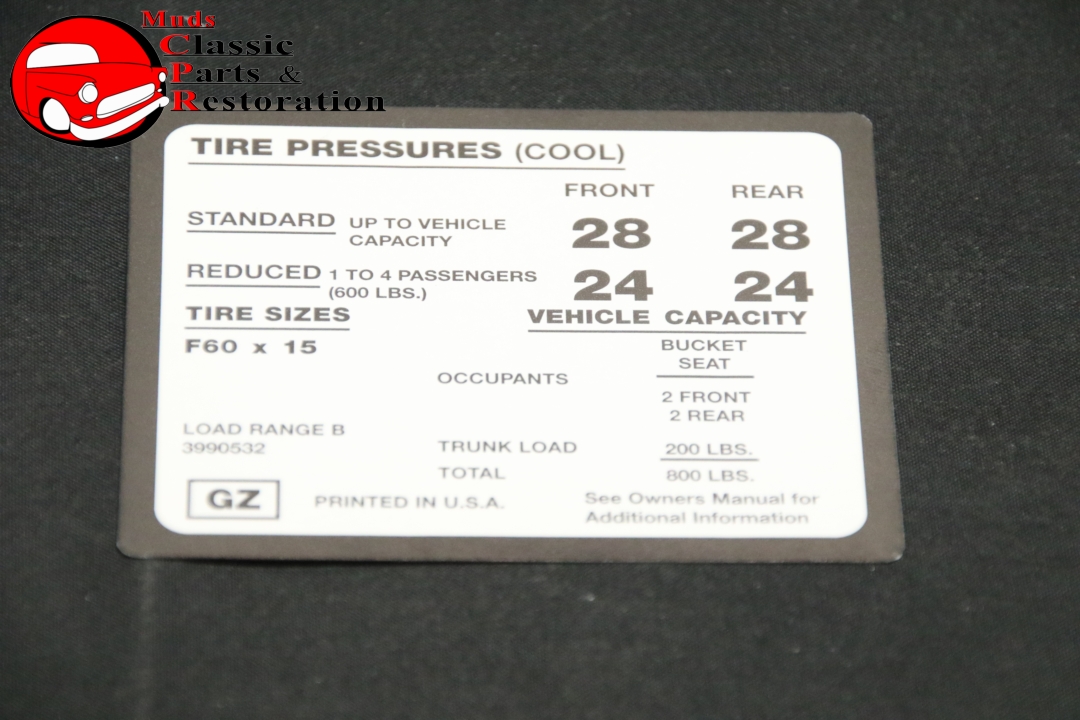 Muds
Classic
Parts &
Restoration
TIRE PRESSURES (COOL)
FRONT REAR
STANDARD UP TO VEHICLE CAPACITY 28 28
REDUCED 1 TO 4 PASSENGERS (600 LBS.) 24 24
TIRE SIZES VEHICLE CAPACITY
F60 x 15
BUCKET
SEAT
OCCUPANTS
2 FRONT
2 REAR
LOAD RANGE B
3990532
TRUNK LOAD 200 LBS.
TOTAL 800 LBS.
GZ PRINTED IN U.S.A.
See Owners Manual for
Additional Information